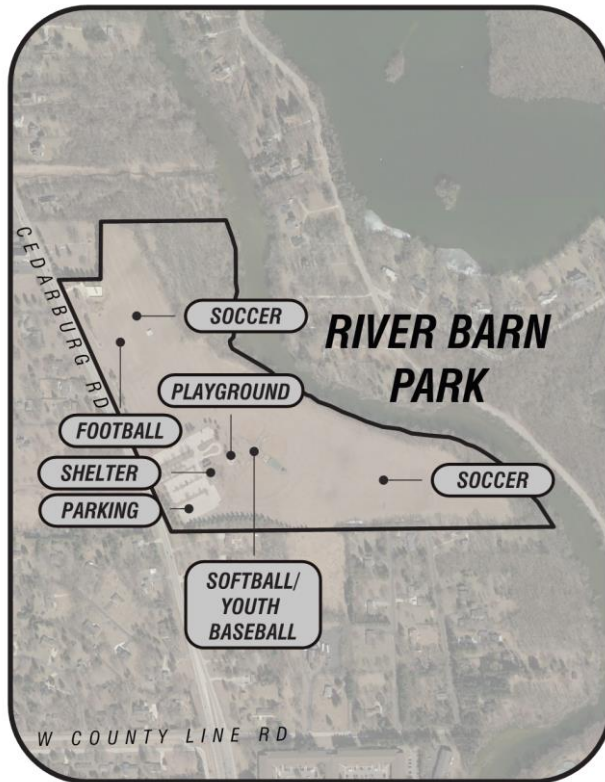 CEDARBURG RD
SOCCER
RIVER BARN
PARK
PLAYGROUND
FOOTBALL
SHELTER
SOCCER
PARKING
SOFTBALL/
YOUTH
BASEBALL
W COUNTY LINE RD